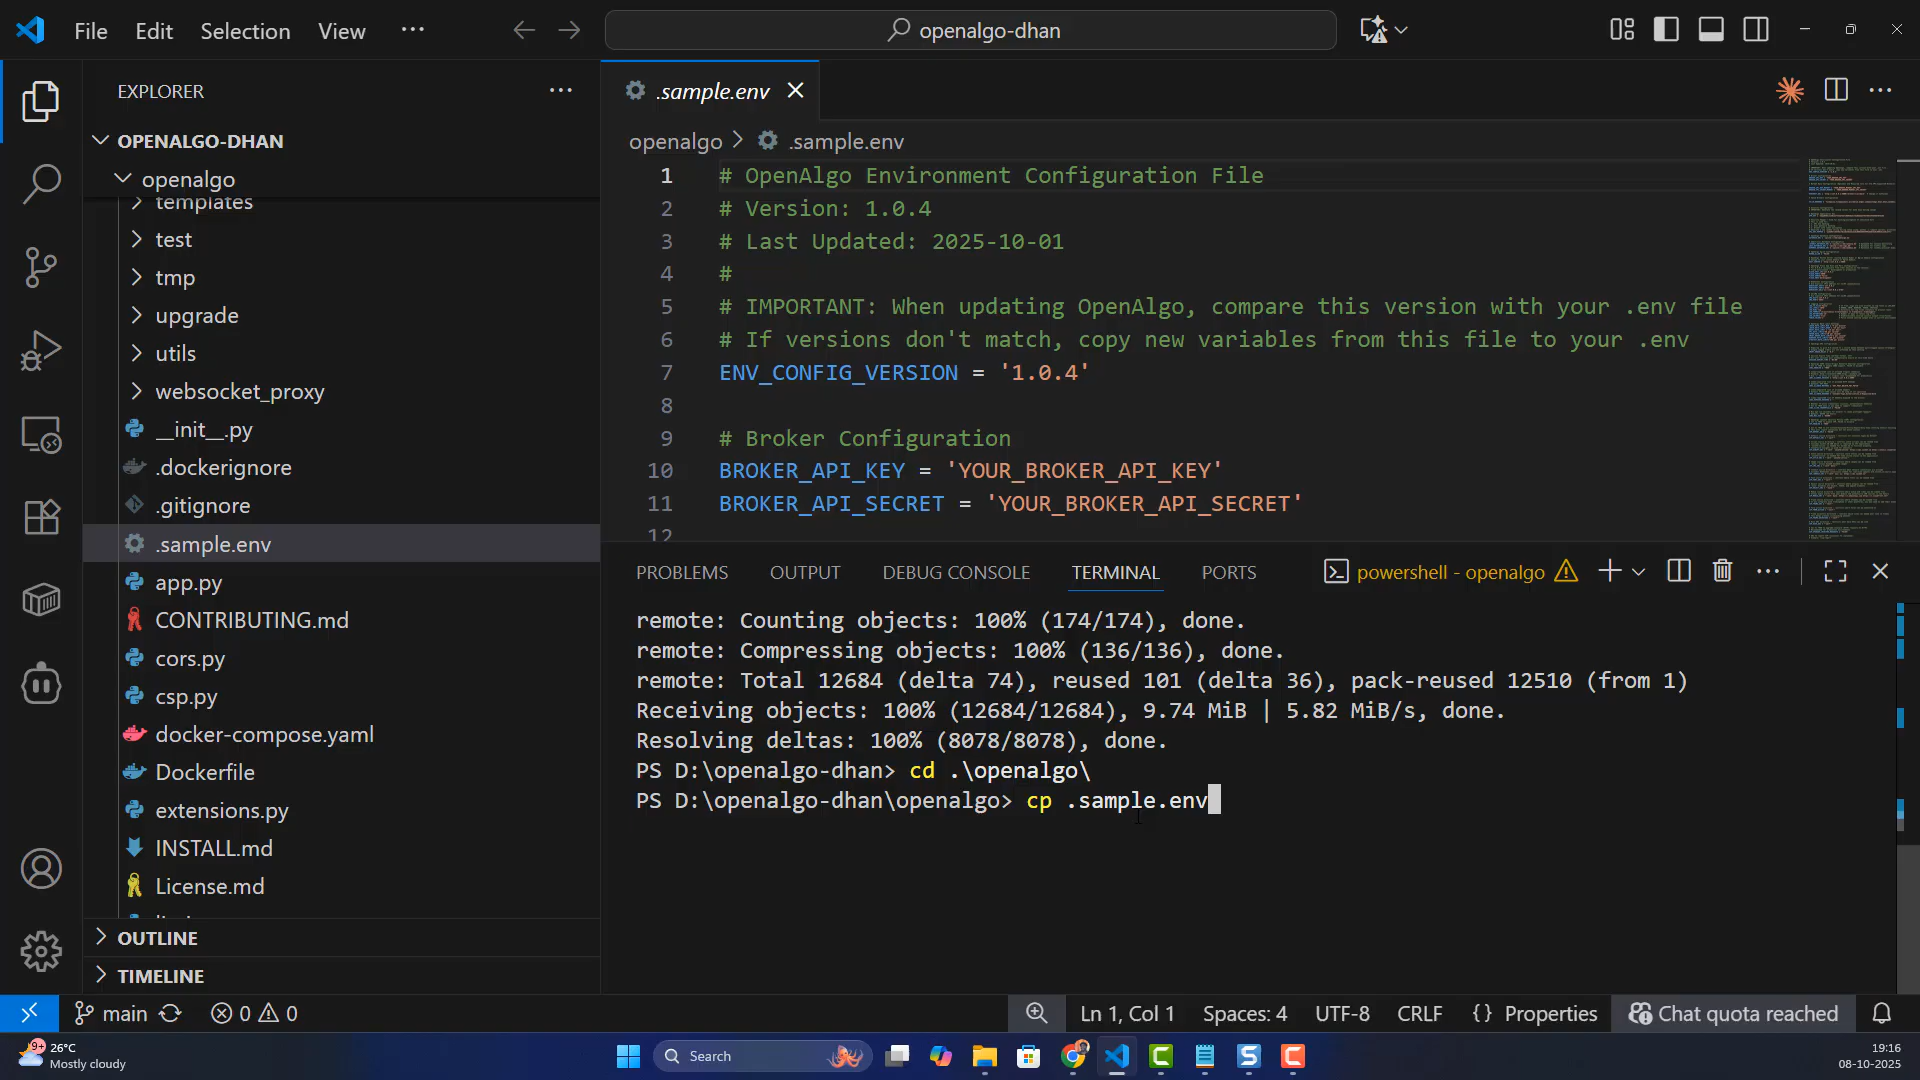 File Edit Selection View ··· openalgo-dhan
EXPLORER ···
OPENALGO-DHAN
openalgo
templates
test
tmp
upgrade
utils
websocket_proxy
__init__.py
.dockerignore
.gitignore
.sample.env
app.py
CONTRIBUTING.md
cors.py
csp.py
docker-compose.yaml
Dockerfile
extensions.py
INSTALL.md
License.md
OUTLINE
TIMELINE
.sample.env
openalgo > .sample.env
1 # OpenAlgo Environment Configuration File
2 # Version: 1.0.4
3 # Last Updated: 2025-10-01
4 #
5 # IMPORTANT: When updating OpenAlgo, compare this version with your .env file
6 # If versions don't match, copy new variables from this file to your .env
7 ENV_CONFIG_VERSION = '1.0.4'
8
9 # Broker Configuration
10 BROKER_API_KEY = 'YOUR_BROKER_API_KEY'
11 BROKER_API_SECRET = 'YOUR_BROKER_API_SECRET'
12
PROBLEMS OUTPUT DEBUG CONSOLE TERMINAL PORTS powershell - openalgo
remote: Counting objects: 100% (174/174), done.
remote: Compressing objects: 100% (136/136), done.
remote: Total 12684 (delta 74), reused 101 (delta 36), pack-reused 12510 (from 1)
Receiving objects: 100% (12684/12684), 9.74 MiB | 5.82 MiB/s, done.
Resolving deltas: 100% (8078/8078), done.
PS D:\openalgo-dhan> cd .\openalgo\
PS D:\openalgo-dhan\openalgo> cp .sample.env
main 0 0 Ln 1, Col 1 Spaces: 4 UTF-8 CRLF {} Properties Chat quota reached
9+ 26°C
Mostly cloudy
Search
19:16
08-10-2025